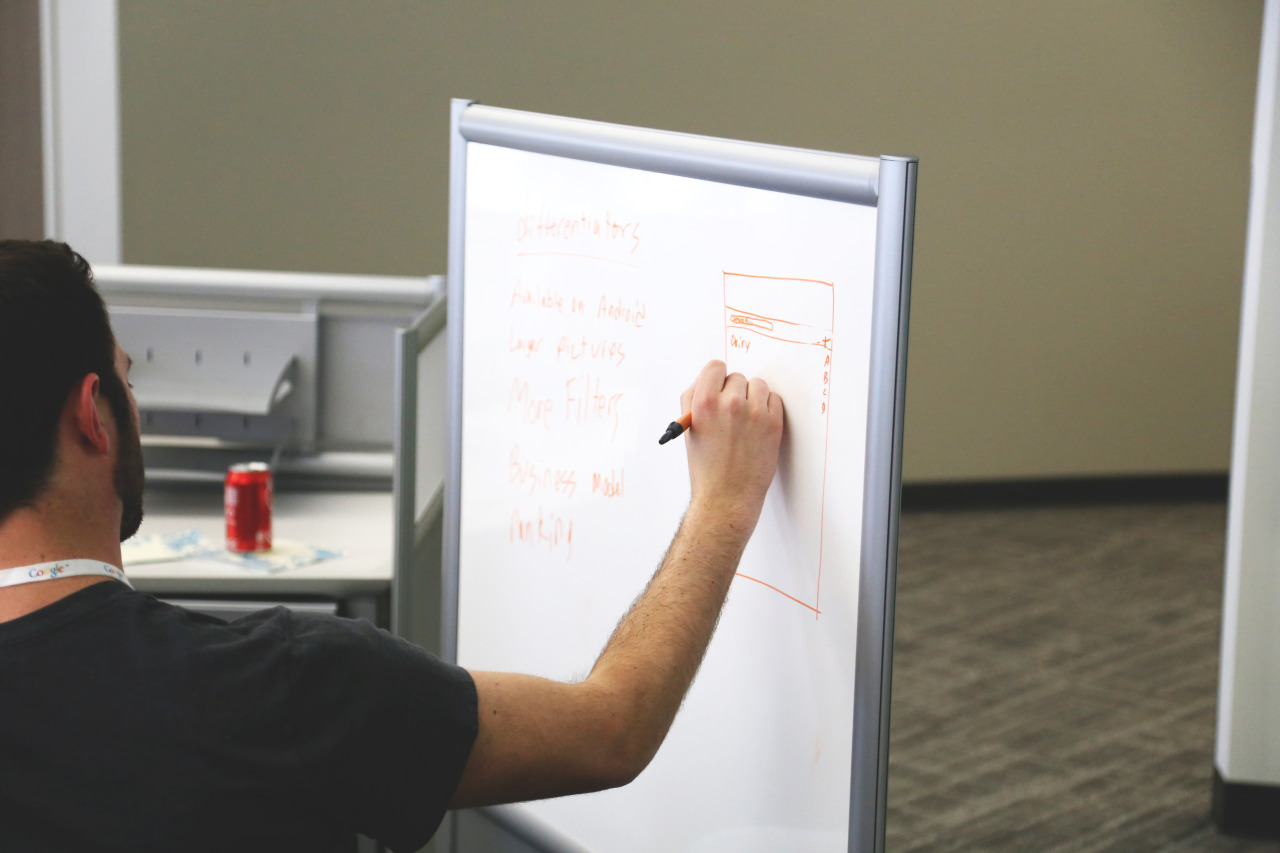 Differentiators
Available on Android
Larger pictures
More Filters
Business model
ranking
Dairy
A
B
C
D
Google